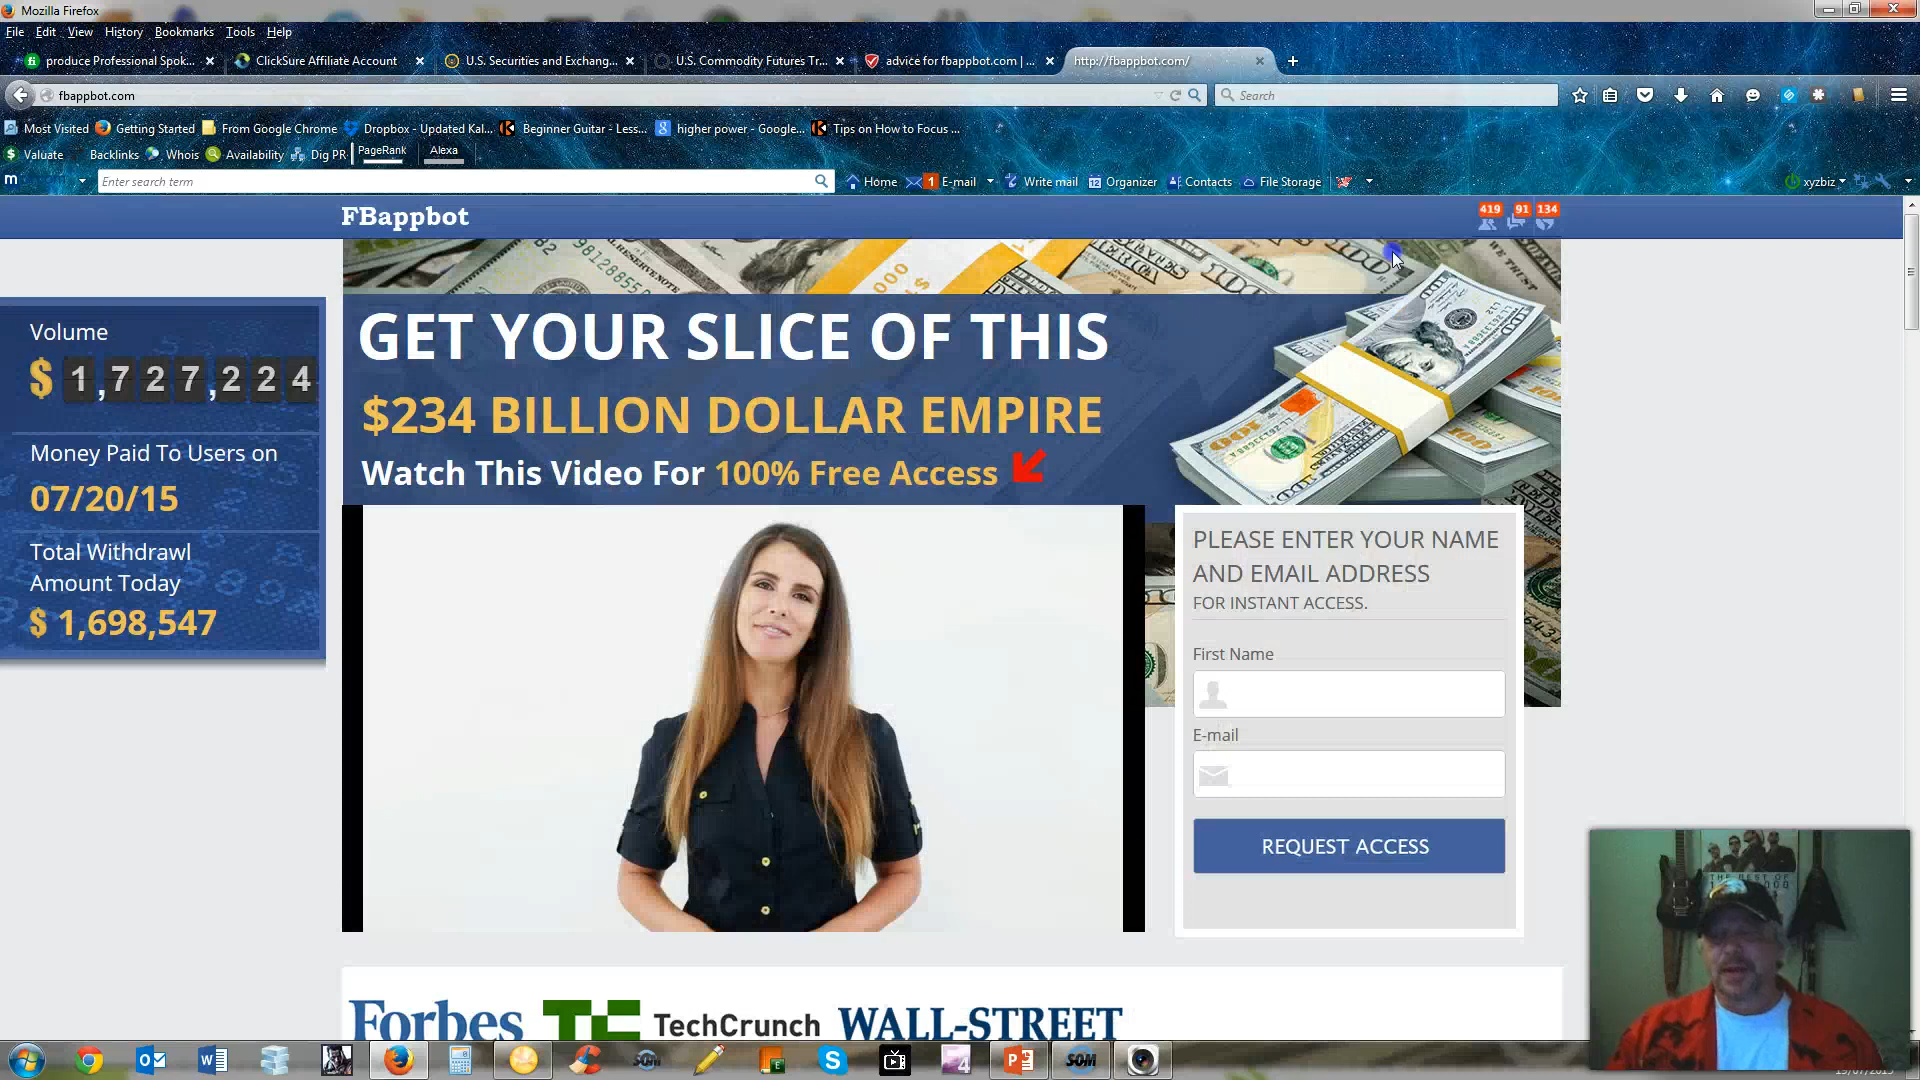 Mozilla Firefox
File Edit View History Bookmarks Tools Help
produce Professional Spok... ClickSure Affiliate Account U.S. Securities and Exchang... U.S. Commodity Futures Tr... advice for fbappbot.com | ... http://fbappbot.com/
fbappbot.com Search
Most Visited Getting Started From Google Chrome Dropbox - Updated Kal... Beginner Guitar - Less... higher power - Google... Tips on How to Focus ...
Valuate Backlinks Whois Availability Dig PR PageRank Alexa
Enter search term Home 1 E-mail Write mail 12 Organizer Contacts File Storage xyzbiz
FBappbot 419 91 134
GET YOUR SLICE OF THIS
$234 BILLION DOLLAR EMPIRE
Watch This Video For 100% Free Access
Volume
$ 1,727,224
Money Paid To Users on
07/20/15
Total Withdrawl
Amount Today
$ 1,698,547
PLEASE ENTER YOUR NAME
AND EMAIL ADDRESS
FOR INSTANT ACCESS.
First Name
E-mail
REQUEST ACCESS
Forbes TC TechCrunch WALL-STREET